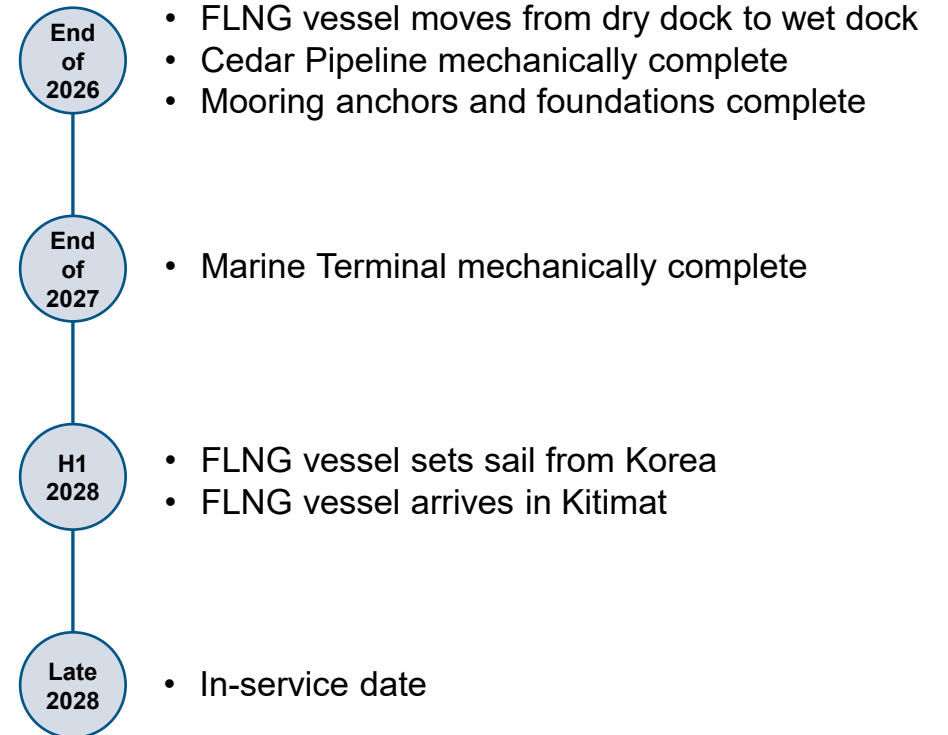 End
of
2026
• FLNG vessel moves from dry dock to wet dock
• Cedar Pipeline mechanically complete
• Mooring anchors and foundations complete
End
of
2027
• Marine Terminal mechanically complete
H1
2028
• FLNG vessel sets sail from Korea
• FLNG vessel arrives in Kitimat
Late
2028
• In-service date